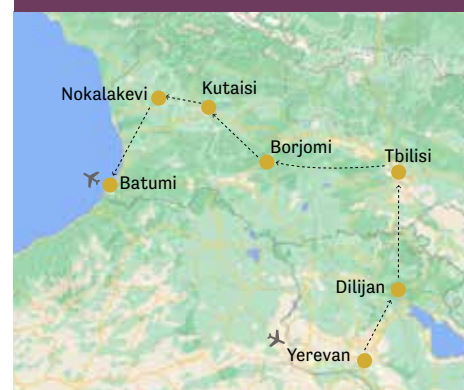 Nokalakevi
Kutaisi
Borjomi
Tbilisi
Batumi
Dilijan
Yerevan